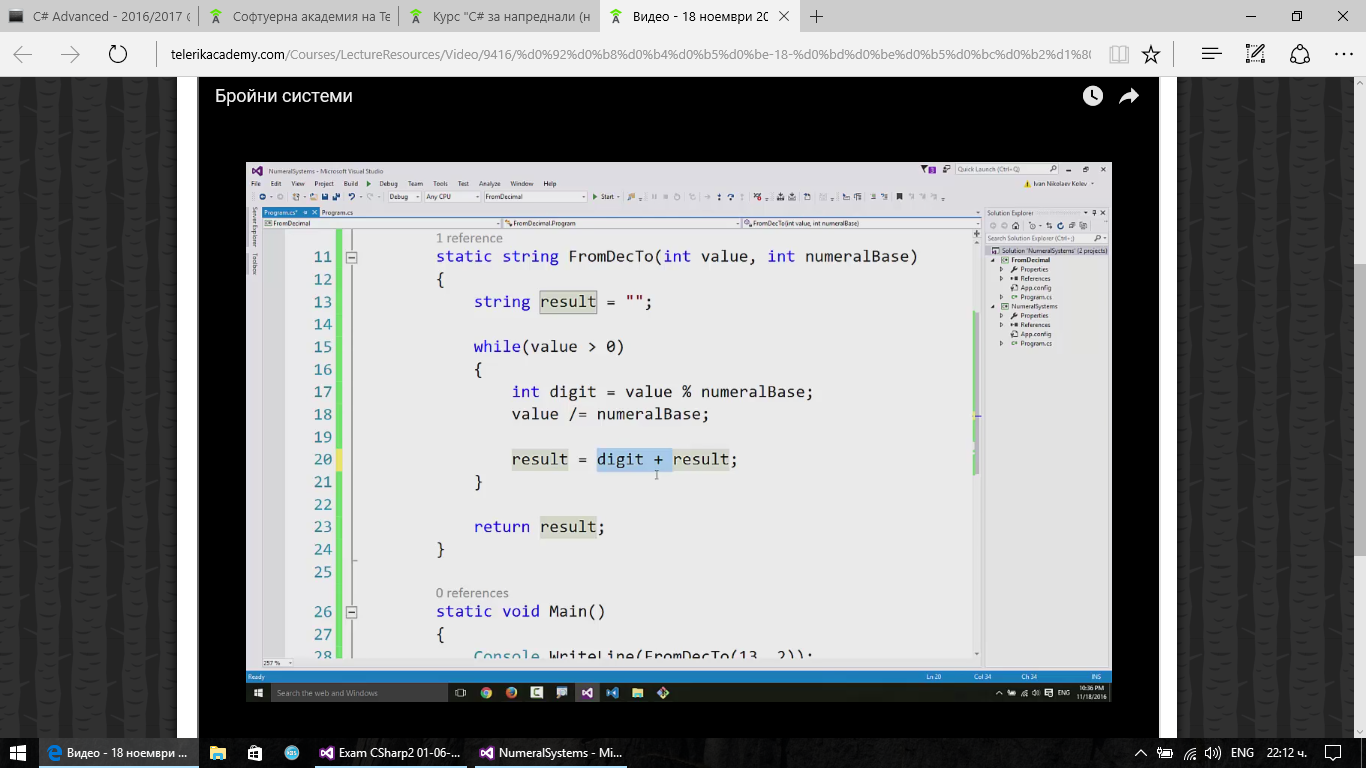 C# Advanced - 2016/2017
Софтуерна академия на Те
Курс "C# за напреднали (н
Видео - 18 ноември 20
telerikacademy.com/Courses/LectureResources/Video/9416/%d0%92%d0%b8%d0%b4%d0%b5%d0%be-18-%d0%bd%d0%be%d0%b5%d0%bc%d0%b2%d1%80
Бройни системи
NumeralSystems - Microsoft Visual Studio
Quick Launch (Ctrl+Q)
File Edit View Project Build Debug Team Tools Test Analyze Window Help
Ivan Nikolaev Kolev
Debug Any CPU FromDecimal Start
Server Explorer
Toolbox
Program.cs* Program.cs
FromDecimal FromDecimal.Program FromDecTo(int value, int numeralBase)
1 reference
11 static string FromDecTo(int value, int numeralBase)
12 {
13 string result = "";
14
15 while(value > 0)
16 {
17 int digit = value % numeralBase;
18 value /= numeralBase;
19
20 result = digit + result;
21 }
22
23 return result;
24 }
25
0 references
26 static void Main()
27 {
28 Console.WriteLine(FromDecTo(13, 2));
257 %
Solution Explorer
Search Solution Explorer (Ctrl+;)
Solution 'NumeralSystems' (2 projects)
FromDecimal
Properties
References
App.config
Program.cs
NumeralSystems
Properties
References
App.config
Program.cs
Ready Ln 20 Col 34 Ch 34 INS
Search the web and Windows
ENG 10:36 PM
11/18/2016
Видео - 18 ноември ...
Exam CSharp2 01-06-...
NumeralSystems - Mi...
ENG 22:12 ч.